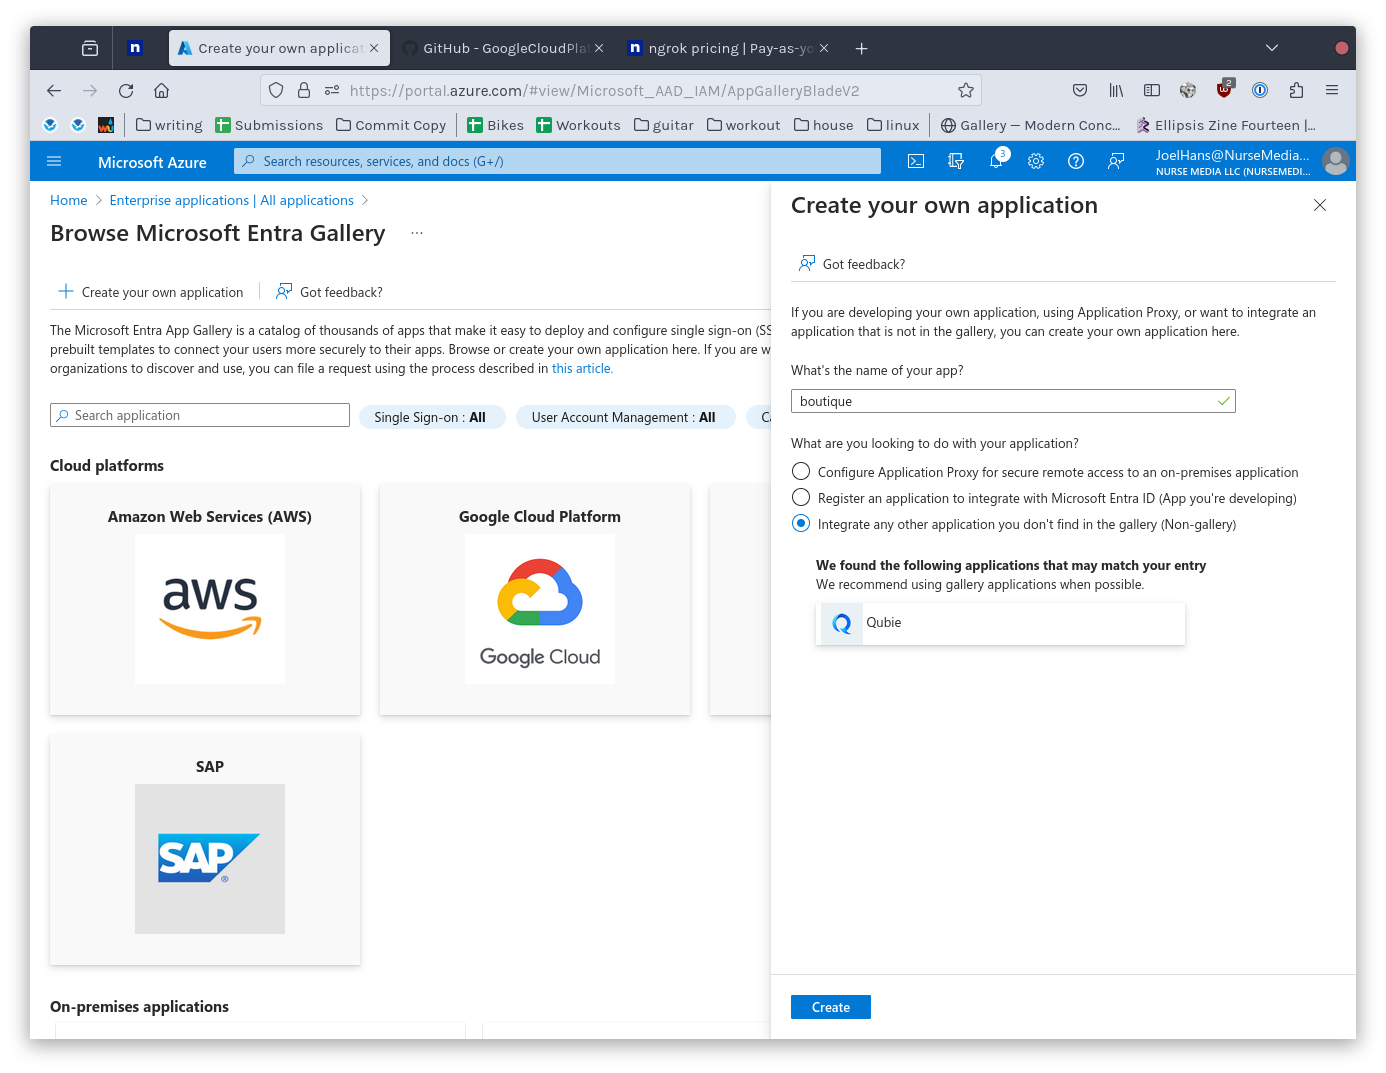 n
Create your own applicat
GitHub - GoogleCloudPla
n
ngrok pricing | Pay-as-yo
https://portal.azure.com/#view/Microsoft_AAD_IAM/AppGalleryBladeV2
2
writing
Submissions
Commit Copy
Bikes
Workouts
guitar
workout
house
linux
Gallery — Modern Conc...
Ellipsis Zine Fourteen |...
Microsoft Azure
Search resources, services, and docs (G+/)
3
JoelHans@NurseMedia...
NURSE MEDIA LLC (NURSEMEDI...
Home > Enterprise applications | All applications >
Browse Microsoft Entra Gallery ...
Create your own application
Got feedback?
The Microsoft Entra App Gallery is a catalog of thousands of apps that make it easy to deploy and configure single sign-on (SS
prebuilt templates to connect your users more securely to their apps. Browse or create your own application here. If you are w
organizations to discover and use, you can file a request using the process described in this article.
Search application
Single Sign-on : All
User Account Management : All
Ca
Cloud platforms
Amazon Web Services (AWS)
aws
Google Cloud Platform
Google Cloud
SAP
SAP®
On-premises applications
Create your own application
Got feedback?
If you are developing your own application, using Application Proxy, or want to integrate an
application that is not in the gallery, you can create your own application here.
What's the name of your app?
boutique
What are you looking to do with your application?
Configure Application Proxy for secure remote access to an on-premises application
Register an application to integrate with Microsoft Entra ID (App you're developing)
Integrate any other application you don't find in the gallery (Non-gallery)
We found the following applications that may match your entry
We recommend using gallery applications when possible.
Qubie
Create